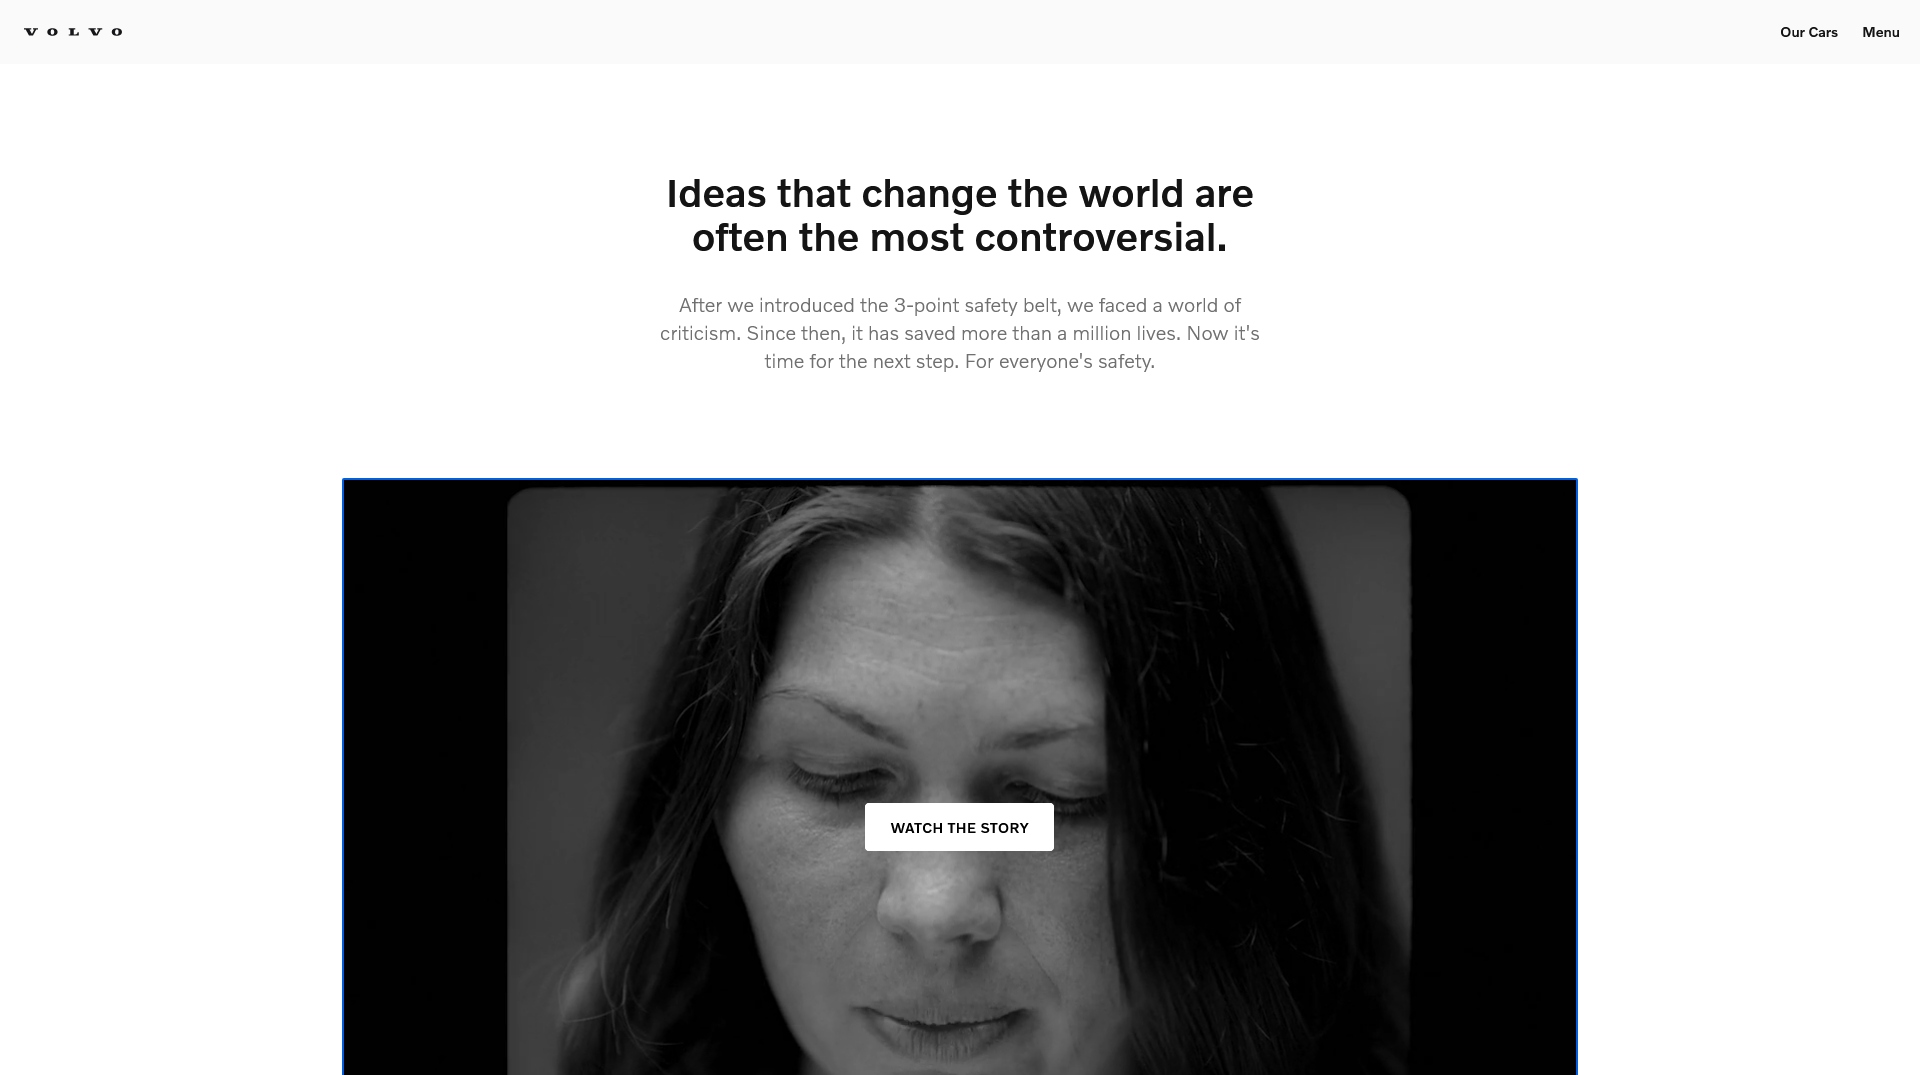 VOLVO
Our Cars
Menu
Ideas that change the world are
often the most controversial.
After we introduced the 3-point safety belt, we faced a world of
criticism. Since then, it has saved more than a million lives. Now it's
time for the next step. For everyone's safety.
WATCH THE STORY